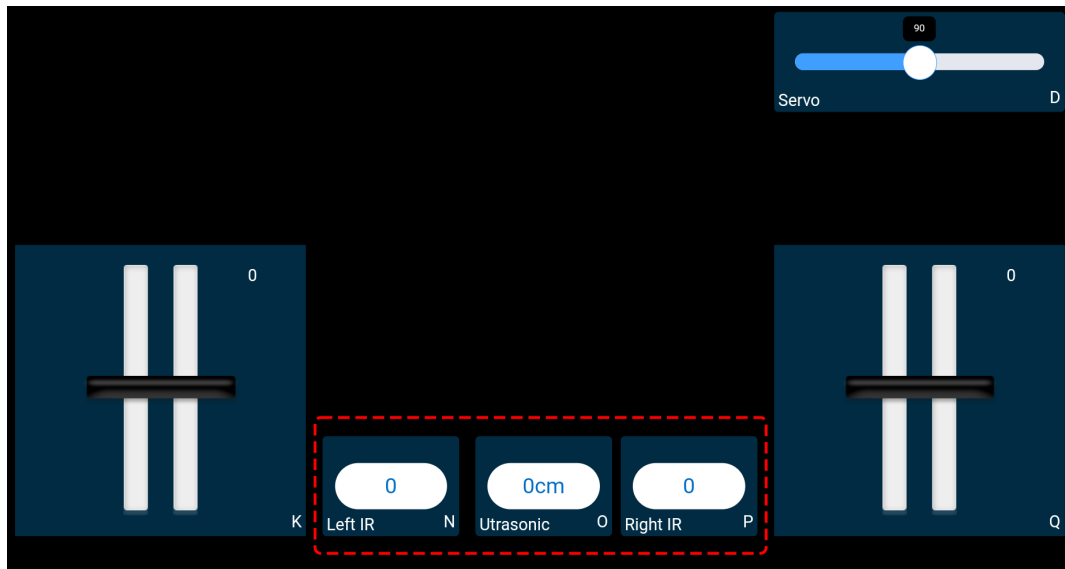 90
Servo D
0
K
0
Left IR N
0cm
Utrasonic O
0
Right IR P
0
Q